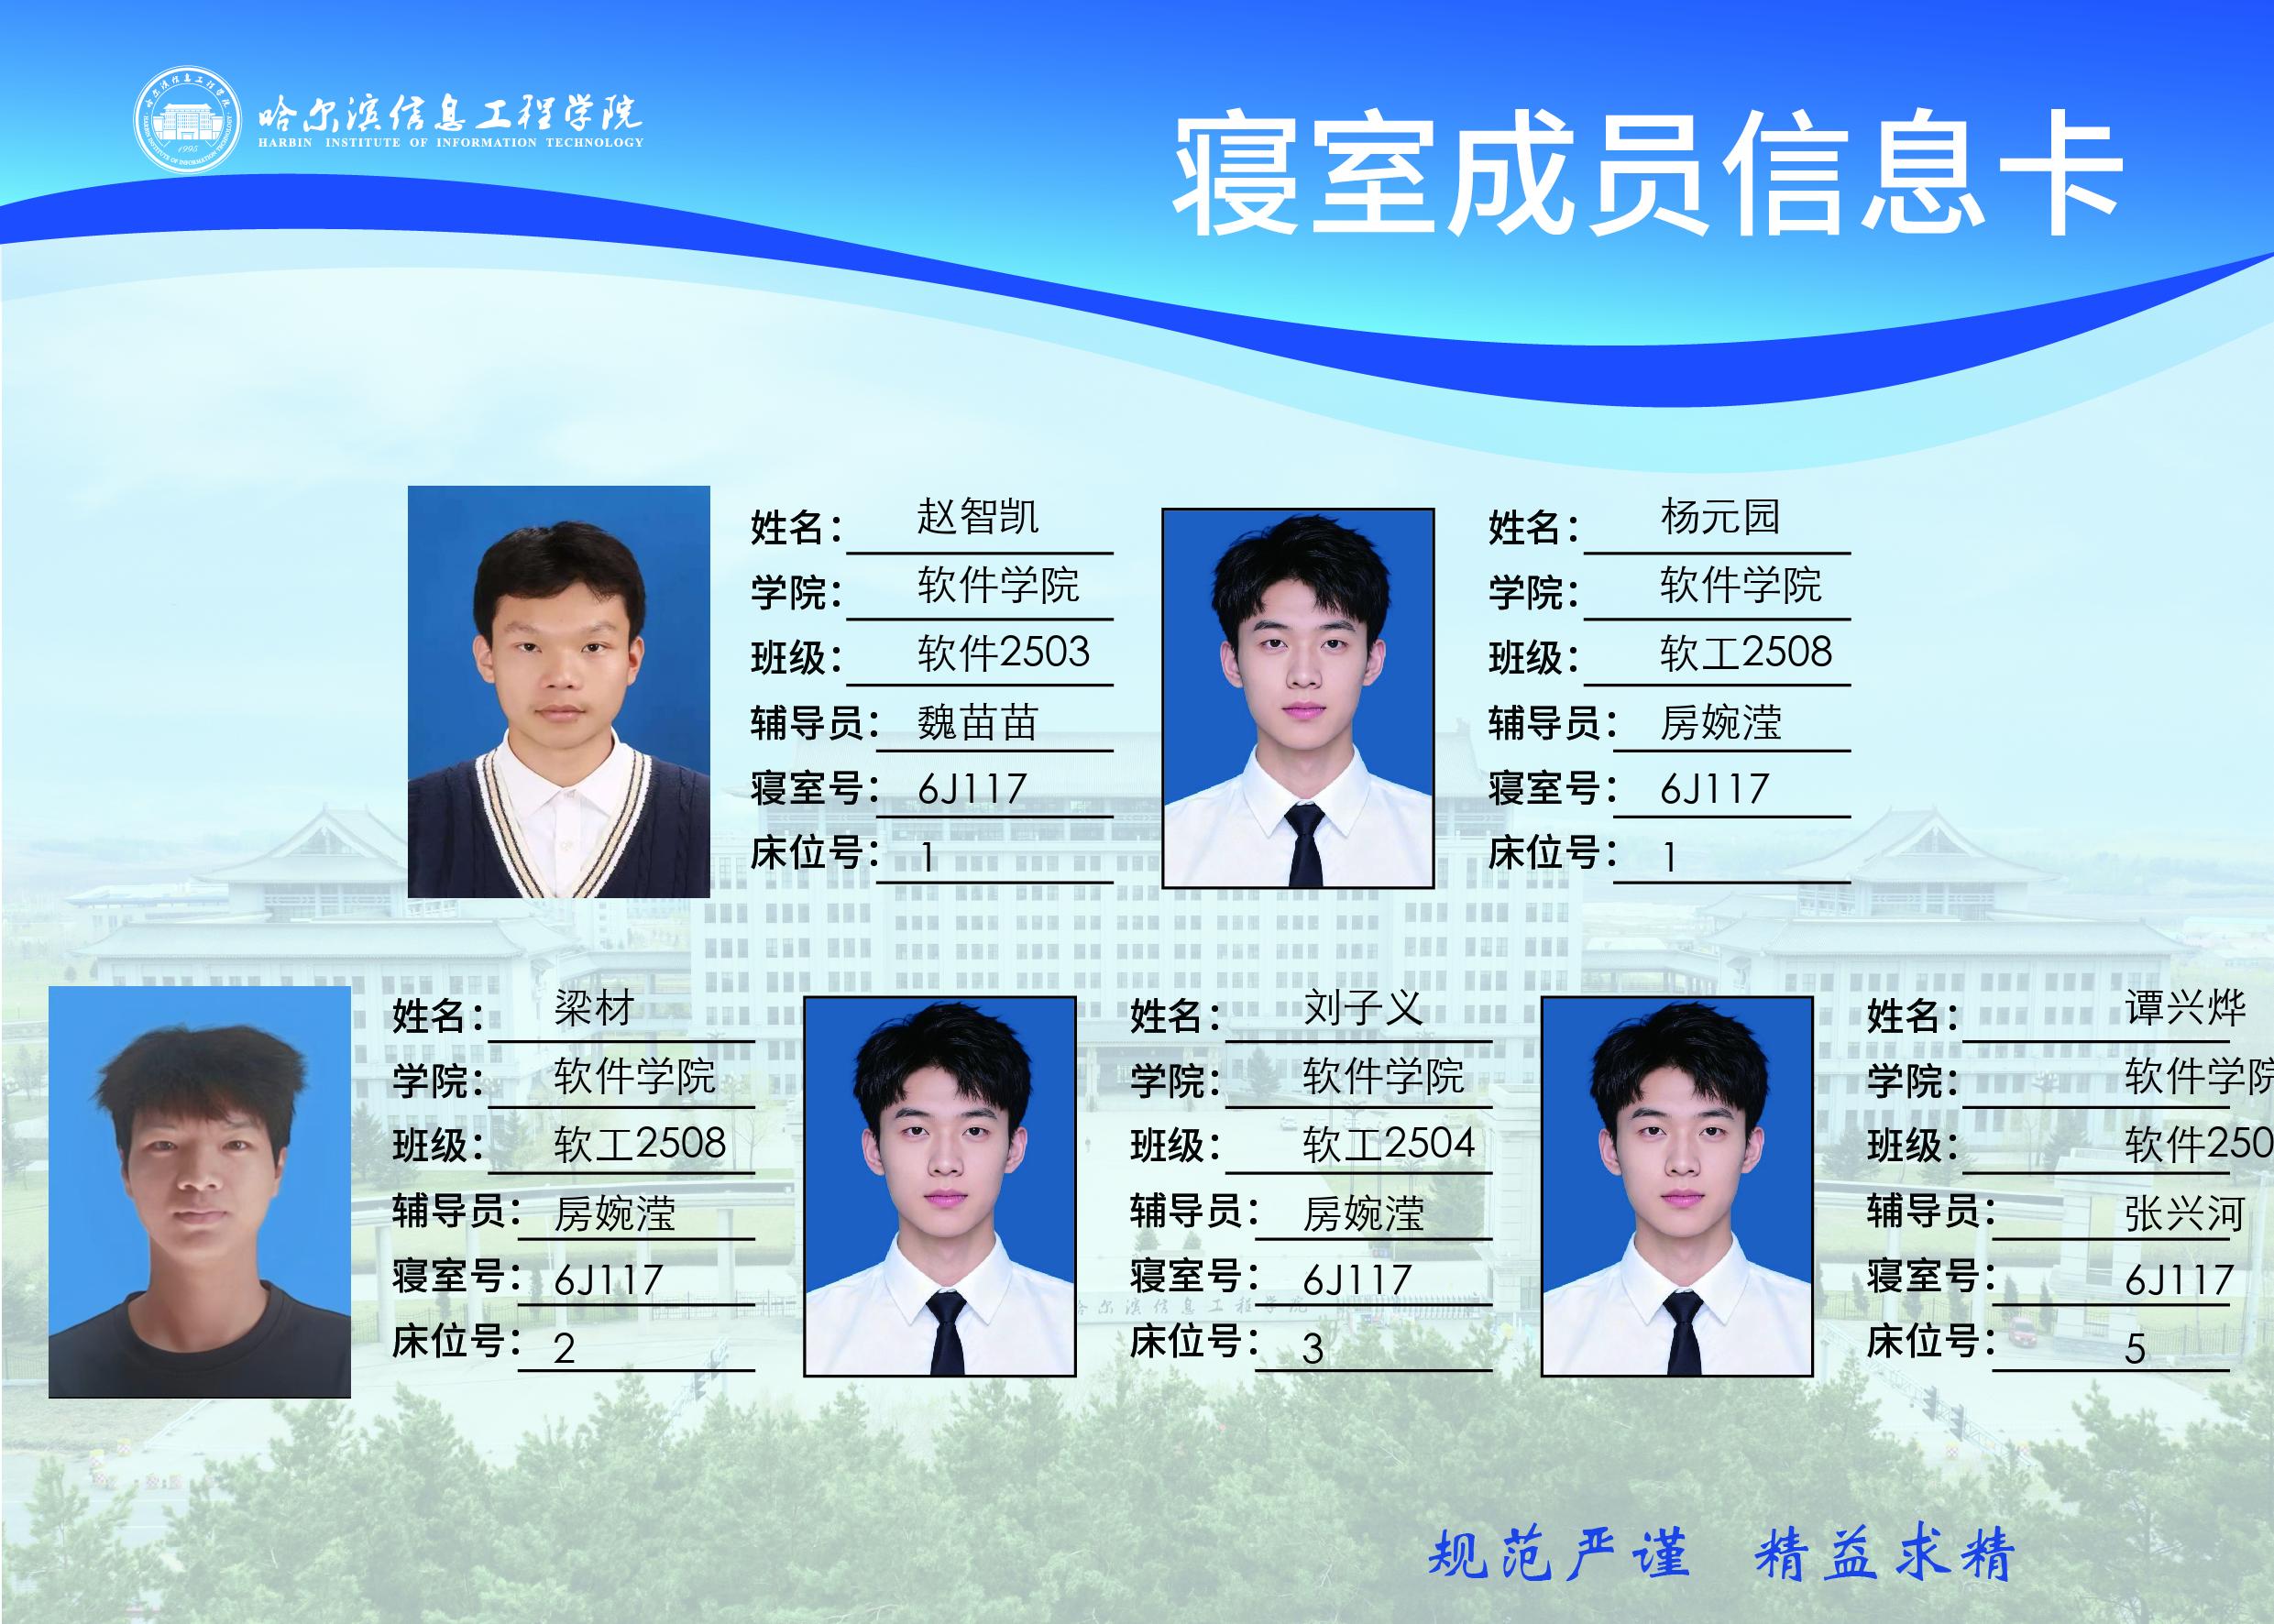 哈尔滨信息工程学院
HARBIN INSTITUTE OF INFORMATION TECHNOLOGY
1995
寝室成员信息卡
姓名： 赵智凯
学院： 软件学院
班级： 软件2503
辅导员： 魏苗苗
寝室号： 6J117
床位号： 1
姓名： 杨元园
学院： 软件学院
班级： 软工2508
辅导员： 房婉滢
寝室号： 6J117
床位号： 1
姓名： 梁材
学院： 软件学院
班级： 软工2508
辅导员： 房婉滢
寝室号： 6J117
床位号： 2
姓名： 刘子义
学院： 软件学院
班级： 软工2504
辅导员： 房婉滢
寝室号： 6J117
床位号： 3
姓名： 谭兴烨
学院： 软件学院
班级： 软件250
辅导员： 张兴河
寝室号： 6J117
床位号： 5
哈尔滨信息工程学院
规范严谨 精益求精